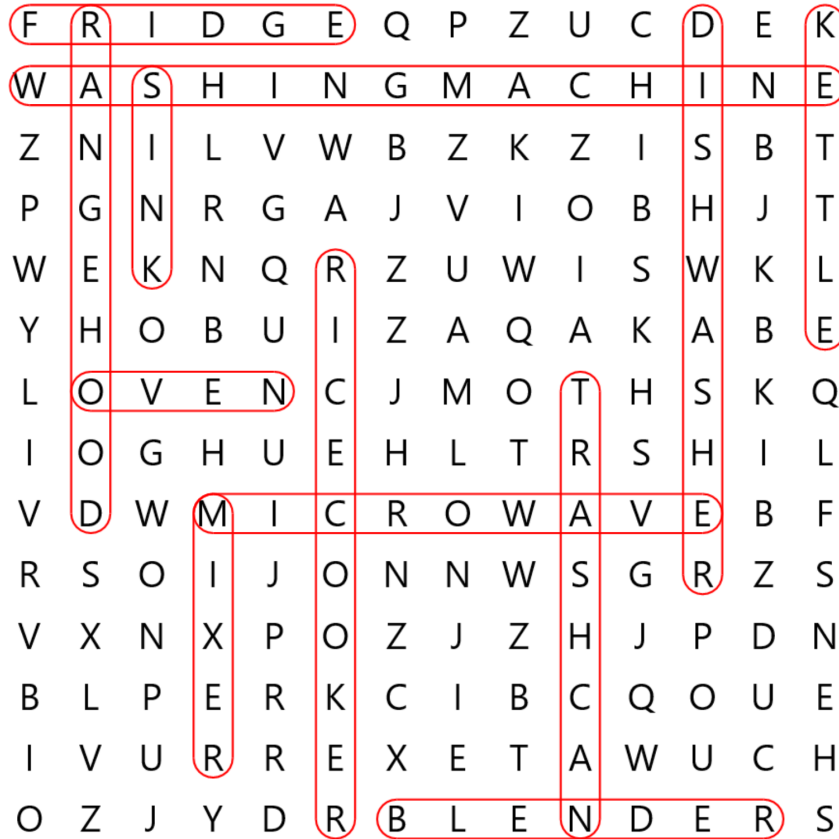 F R I D G E Q P Z U C D E K
W A S H I N G M A C H I N E
Z N I L V W B Z K Z I S B T
P G N R G A J V I O B H J T
W E K N Q R Z U W I S W K L
Y H O B U I Z A Q A K A B E
L O V E N C J M O T H S K Q
I O G H U E H L T R S H I L
V D W M I C R O W A V E B F
R S O I J O N N W S G R Z S
V X N X P O Z J Z H J P D N
B L P E R K C I B C Q O U E
I V U R R E X E T A W U C H
O Z J Y D R B L E N D E R S